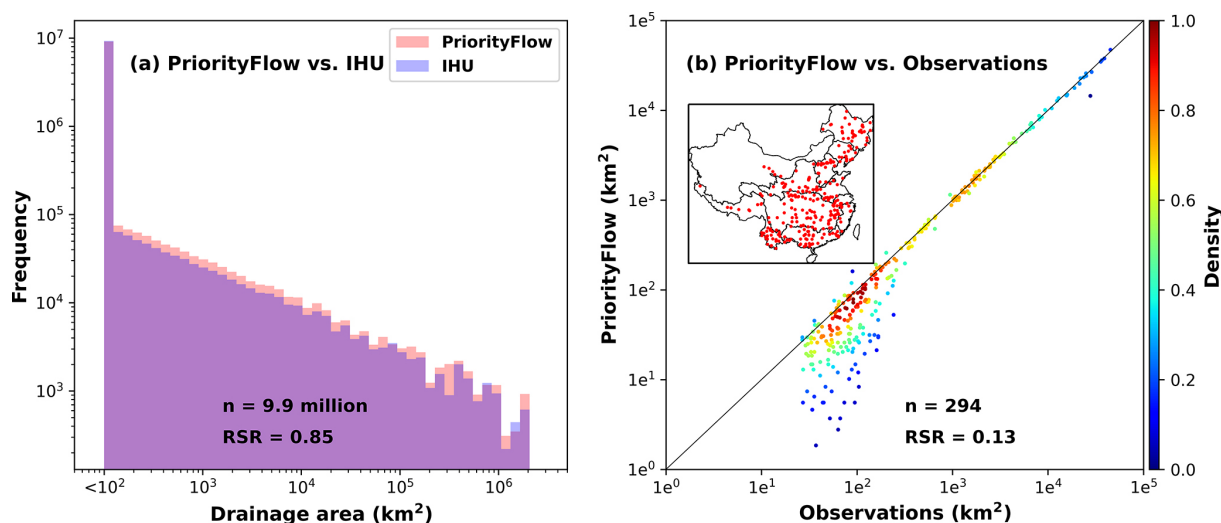 (a) PriorityFlow vs. IHU
PriorityFlow
IHU
Frequency
10⁷
10⁶
10⁵
10⁴
10³
n = 9.9 million
RSR = 0.85
<10² 10³ 10⁴ 10⁵ 10⁶
Drainage area (km²)
(b) PriorityFlow vs. Observations
PriorityFlow (km²)
1e⁵
1e⁴
1e³
1e²
1e¹
1e⁰
n = 294
RSR = 0.13
1e⁰ 1e¹ 1e² 1e³ 1e⁴ 1e⁵
Observations (km²)
1.0
0.8
0.6
0.4
0.2
0.0
Density